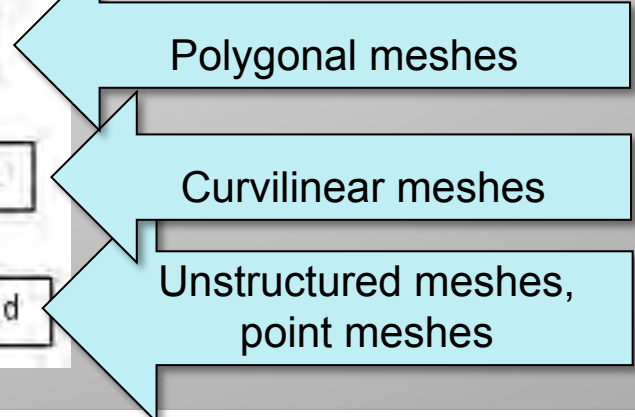 Polygonal meshes
Curvilinear meshes
Unstructured meshes,
d
point meshes